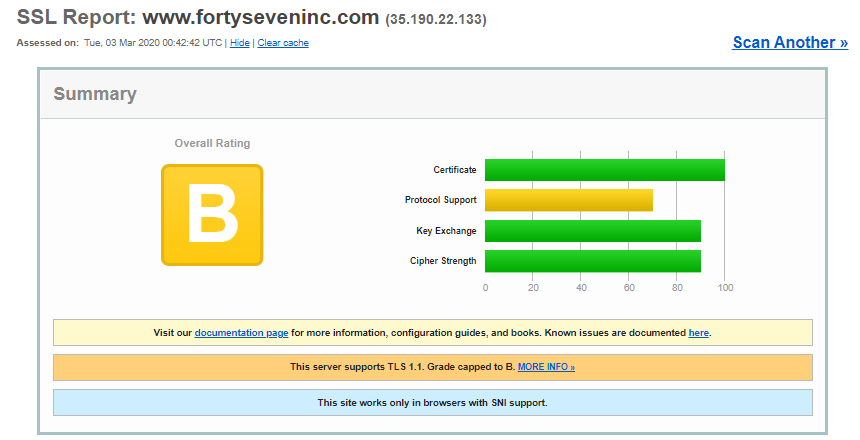 SSL Report: www.fortyseveninc.com (35.190.22.133)
Assessed on: Tue, 03 Mar 2020 00:42:42 UTC | Hide | Clear cache
Scan Another »
Summary
Overall Rating
B
Certificate
Protocol Support
Key Exchange
Cipher Strength
0 20 40 60 80 100
Visit our documentation page for more information, configuration guides, and books. Known issues are documented here.
This server supports TLS 1.1. Grade capped to B. MORE INFO »
This site works only in browsers with SNI support.